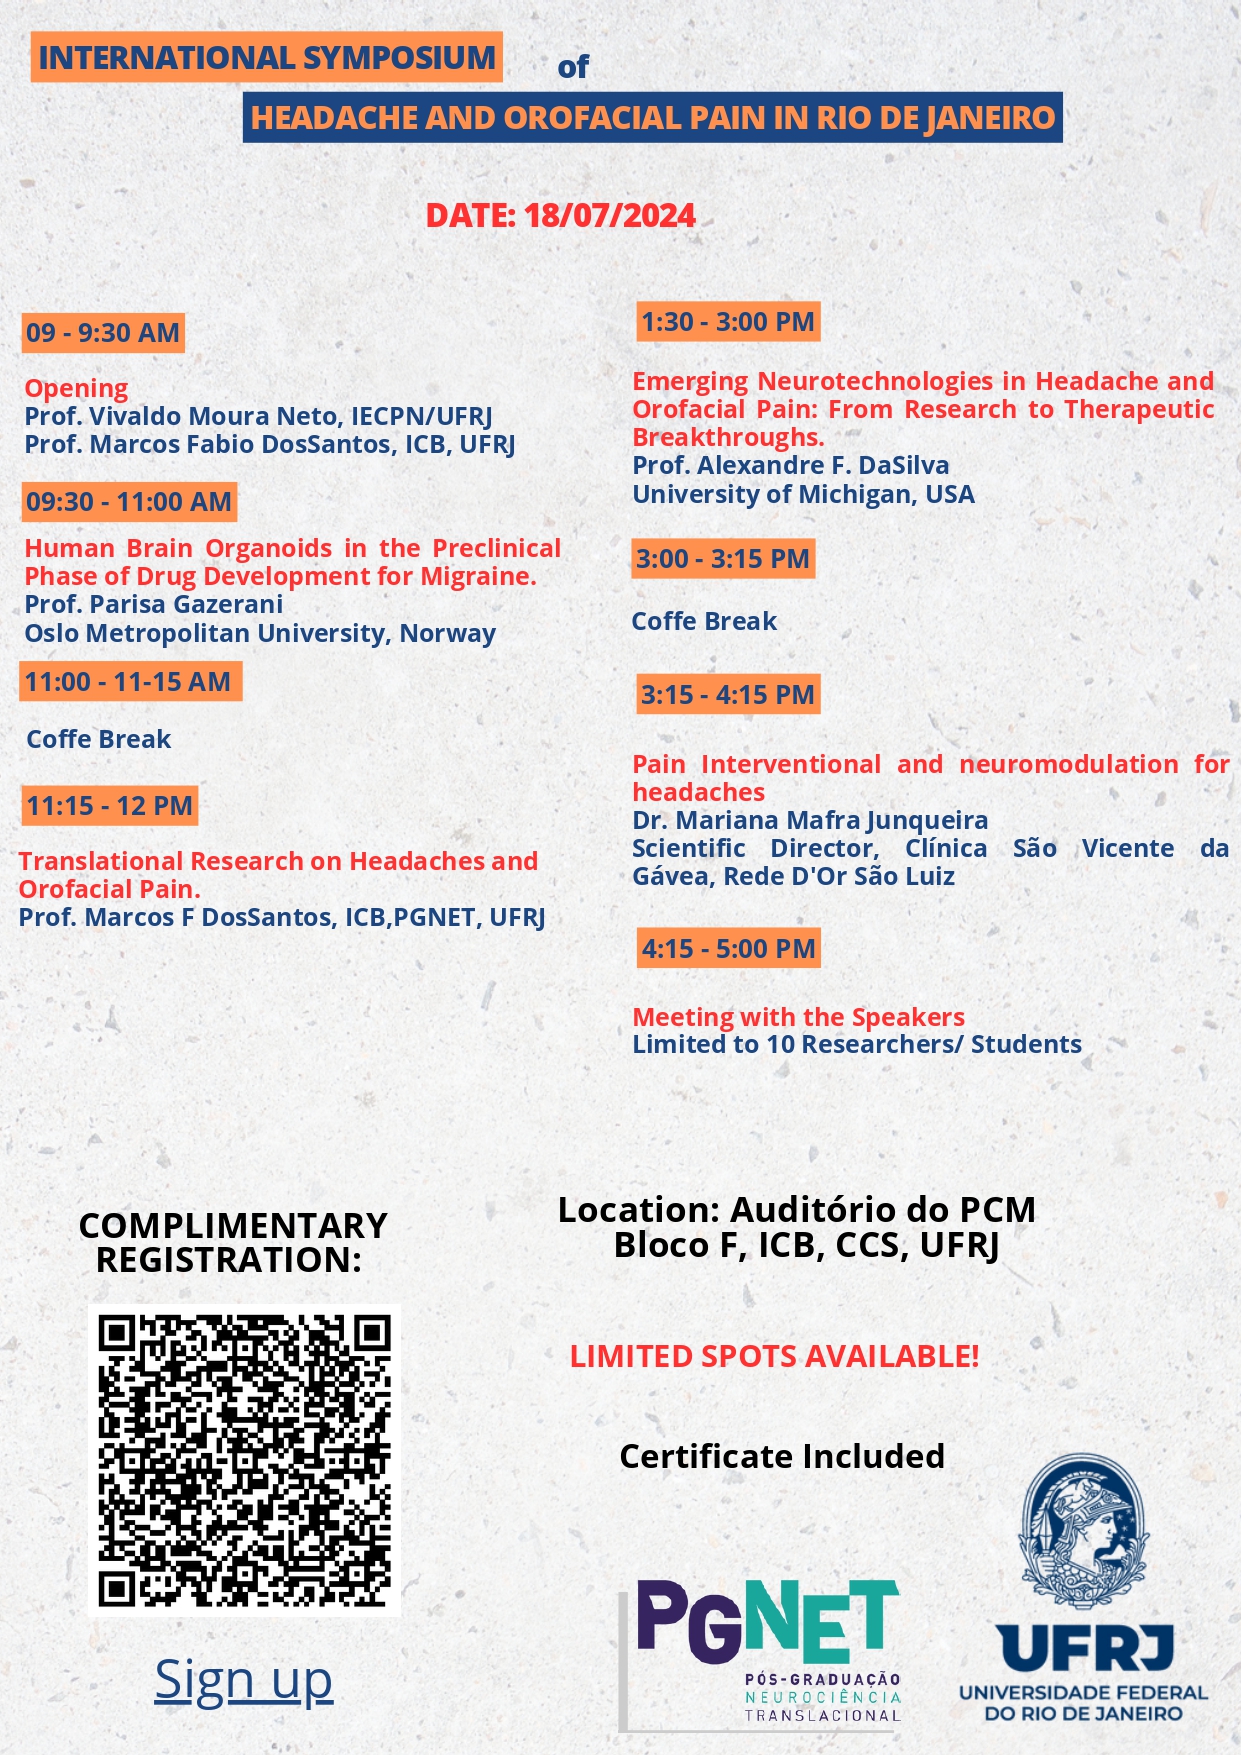 INTERNATIONAL SYMPOSIUM
of
HEADACHE AND OROFACIAL PAIN IN RIO DE JANEIRO
DATE: 18/07/2024
09 - 9:30 AM
Opening
Prof. Vivaldo Moura Neto, IECPN/UFRJ
Prof. Marcos Fabio DosSantos, ICB, UFRJ
09:30 - 11:00 AM
Human Brain Organoids in the Preclinical
Phase of Drug Development for Migraine.
Prof. Parisa Gazerani
Oslo Metropolitan University, Norway
11:00 - 11-15 AM
Coffe Break
11:15 - 12 PM
Translational Research on Headaches and
Orofacial Pain.
Prof. Marcos F DosSantos, ICB,PGNET, UFRJ
1:30 - 3:00 PM
Emerging Neurotechnologies in Headache and
Orofacial Pain: From Research to Therapeutic
Breakthroughs.
Prof. Alexandre F. DaSilva
University of Michigan, USA
3:00 - 3:15 PM
Coffe Break
3:15 - 4:15 PM
Pain Interventional and neuromodulation for
headaches
Dr. Mariana Mafra Junqueira
Scientific Director, Clínica São Vicente da
Gávea, Rede D'Or São Luiz
4:15 - 5:00 PM
Meeting with the Speakers
Limited to 10 Researchers/ Students
COMPLIMENTARY
REGISTRATION:
Sign up
Location: Auditório do PCM
Bloco F, ICB, CCS, UFRJ
LIMITED SPOTS AVAILABLE!
Certificate Included
PGNET
PÓS-GRADUAÇÃO
NEUROCIÊNCIA
TRANSLACIONAL
UFRJ
UNIVERSIDADE FEDERAL
DO RIO DE JANEIRO